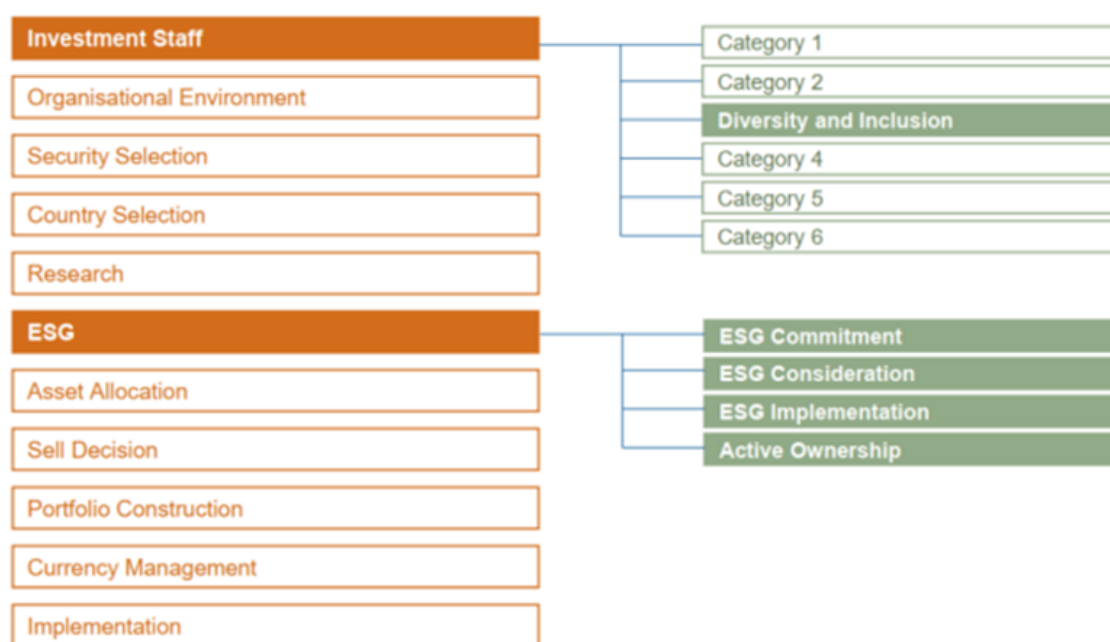 Investment Staff
Organisational Environment
Security Selection
Country Selection
Research
ESG
Asset Allocation
Sell Decision
Portfolio Construction
Currency Management
Implementation
Category 1
Category 2
Diversity and Inclusion
Category 4
Category 5
Category 6
ESG Commitment
ESG Consideration
ESG Implementation
Active Ownership